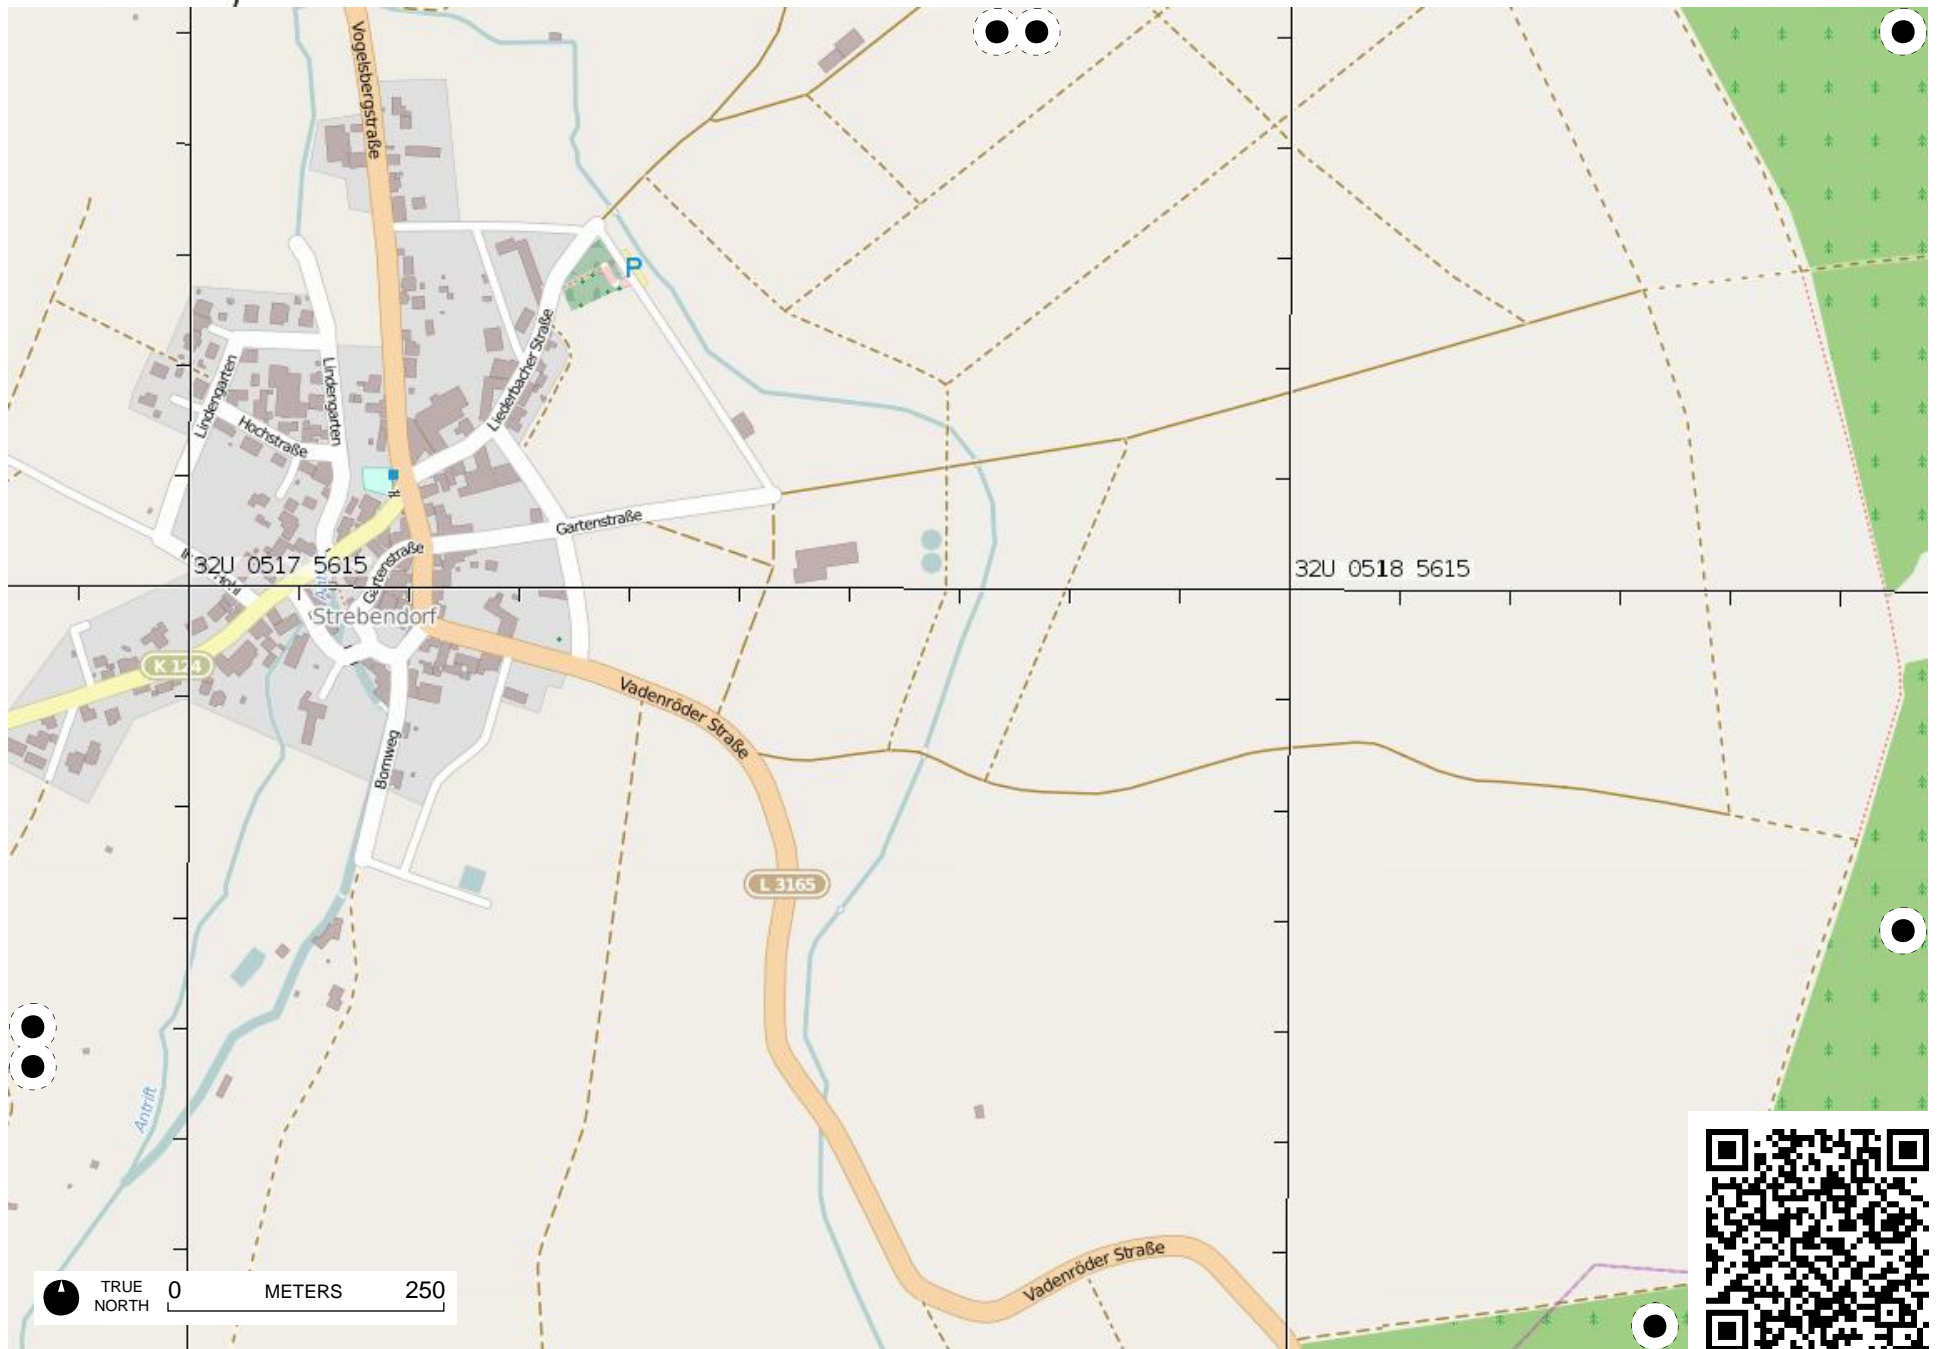 Vogelsbergstraße
P
Lindengarten
Lindengarten
Hochstraße
Liederbacher Straße
Gartenstraße
Gartenstraße
32U 0517 5615
32U 0518 5615
Strebendorf
K 124
Vadenröder Straße
Bornweg
L 3165
Antrift
Vadenröder Straße
TRUE
NORTH
0 METERS 250